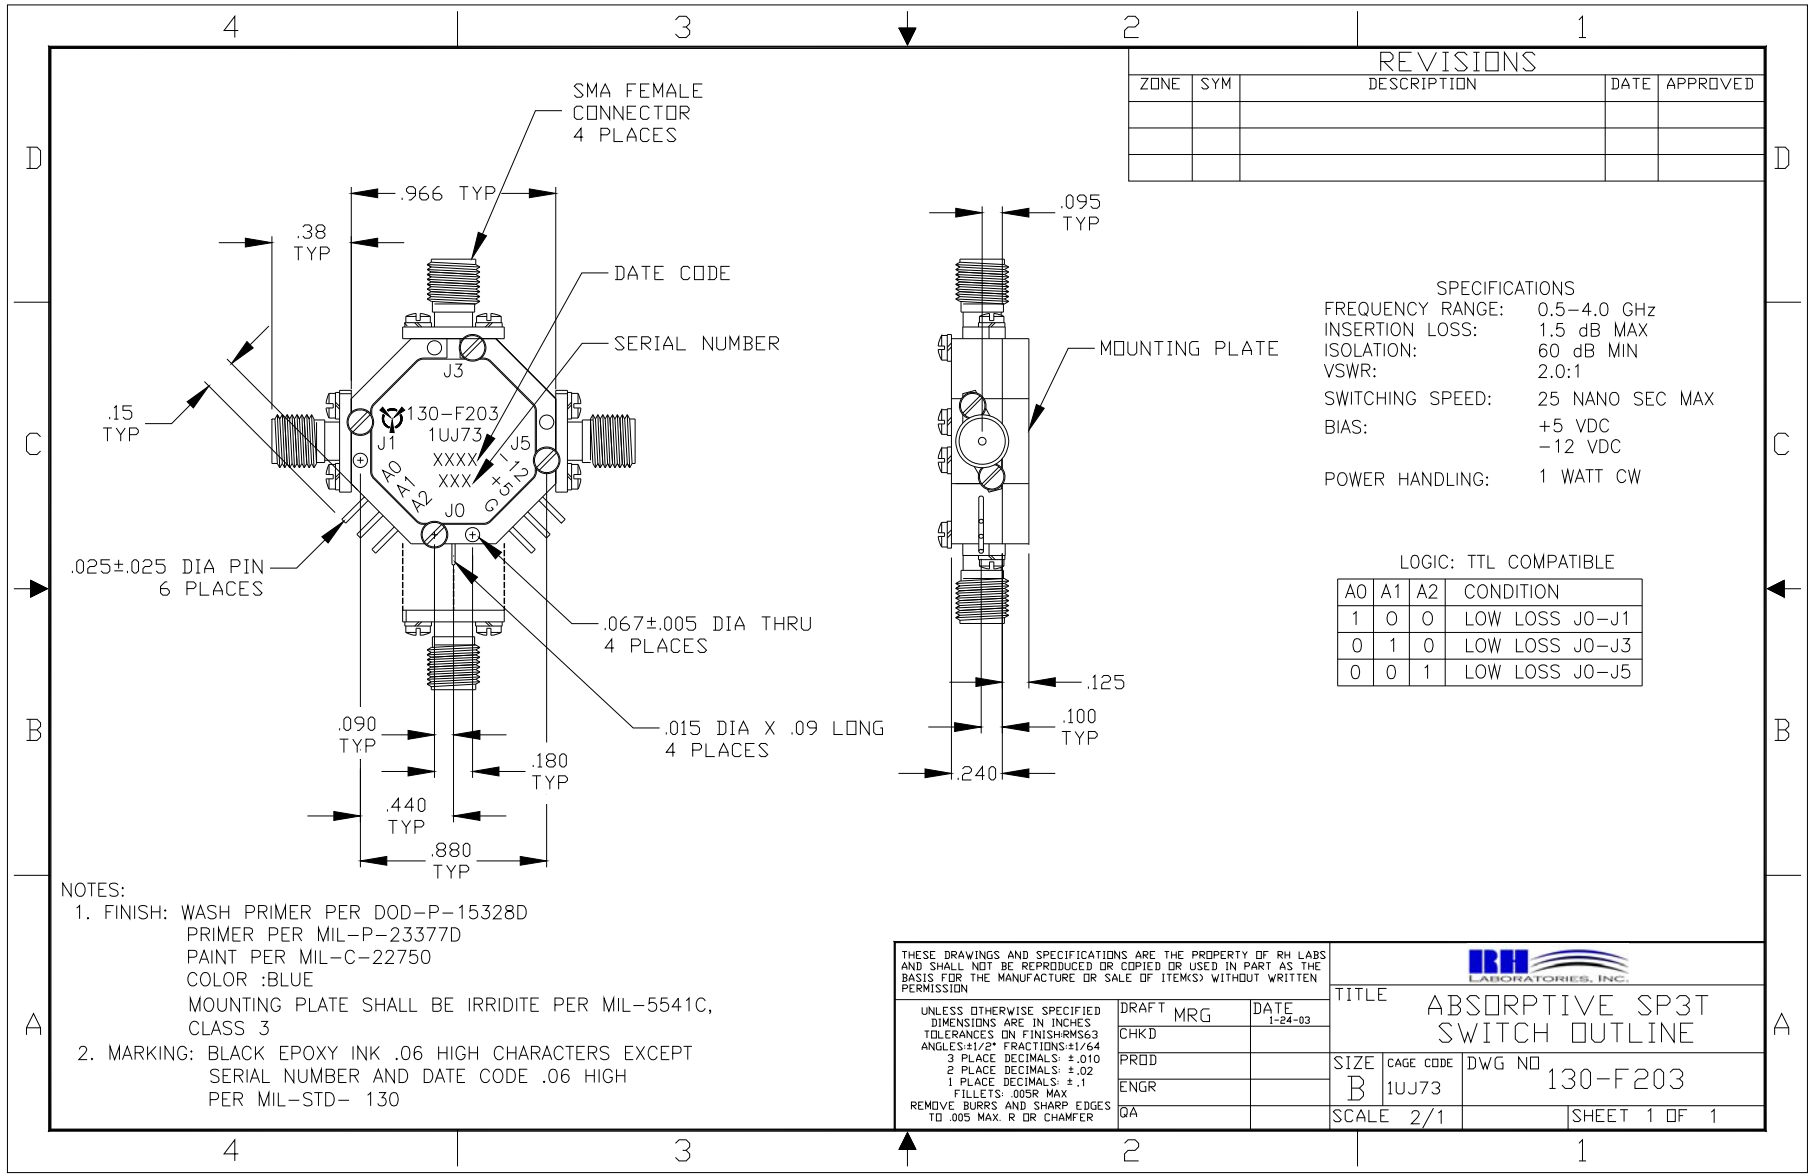 4 3 2 1
D
C
B
A
D
C
B
A
REVISIONS
ZONE SYM DESCRIPTION DATE APPROVED
SMA FEMALE
CONNECTOR
4 PLACES
.966 TYP
.38
TYP
DATE CODE
SERIAL NUMBER
.15
TYP
J3
130-F203
1UJ73
J1
J5
XXXX
XXX
A0
A1
A2
-12
+5
G
J0
.025±.025 DIA PIN
6 PLACES
.067±.005 DIA THRU
4 PLACES
.015 DIA X .09 LONG
4 PLACES
.090
TYP
.180
TYP
.440
TYP
.880
TYP
.095
TYP
MOUNTING PLATE
.125
.100
TYP
.240
SPECIFICATIONS
FREQUENCY RANGE: 0.5-4.0 GHz
INSERTION LOSS: 1.5 dB MAX
ISOLATION: 60 dB MIN
VSWR: 2.0:1
SWITCHING SPEED: 25 NANO SEC MAX
BIAS: +5 VDC
-12 VDC
POWER HANDLING: 1 WATT CW
LOGIC: TTL COMPATIBLE
A0 A1 A2 CONDITION
1 0 0 LOW LOSS J0-J1
0 1 0 LOW LOSS J0-J3
0 0 1 LOW LOSS J0-J5
NOTES:
1. FINISH: WASH PRIMER PER DOD-P-15328D
PRIMER PER MIL-P-23377D
PAINT PER MIL-C-22750
COLOR :BLUE
MOUNTING PLATE SHALL BE IRRIDITE PER MIL-5541C,
CLASS 3
2. MARKING: BLACK EPOXY INK .06 HIGH CHARACTERS EXCEPT
SERIAL NUMBER AND DATE CODE .06 HIGH
PER MIL-STD- 130
THESE DRAWINGS AND SPECIFICATIONS ARE THE PROPERTY OF RH LABS
AND SHALL NOT BE REPRODUCED OR COPIED OR USED IN PART AS THE
BASIS FOR THE MANUFACTURE OR SALE OF ITEMS> WITHOUT WRITTEN
PERMISSION
UNLESS OTHERWISE SPECIFIED
DIMENSIONS ARE IN INCHES
TOLERANCES ON FINISH:RMS63
ANGLES:±1/2° FRACTIONS:±1/64
3 PLACE DECIMALS: ±.010
2 PLACE DECIMALS: ±.02
1 PLACE DECIMALS: ±.1
FILLETS: .005R MAX
REMOVE BURRS AND SHARP EDGES
TO .005 MAX. R OR CHAMFER
DRAFT MRG DATE 1-24-03
CHKD
PROD
ENGR
QA
RH
LABORATORIES, INC.
TITLE
ABSORPTIVE SP3T
SWITCH OUTLINE
SIZE B
CAGE CODE 1UJ73
DWG NO 130-F203
SCALE 2/1
SHEET 1 OF 1
4 3 2 1